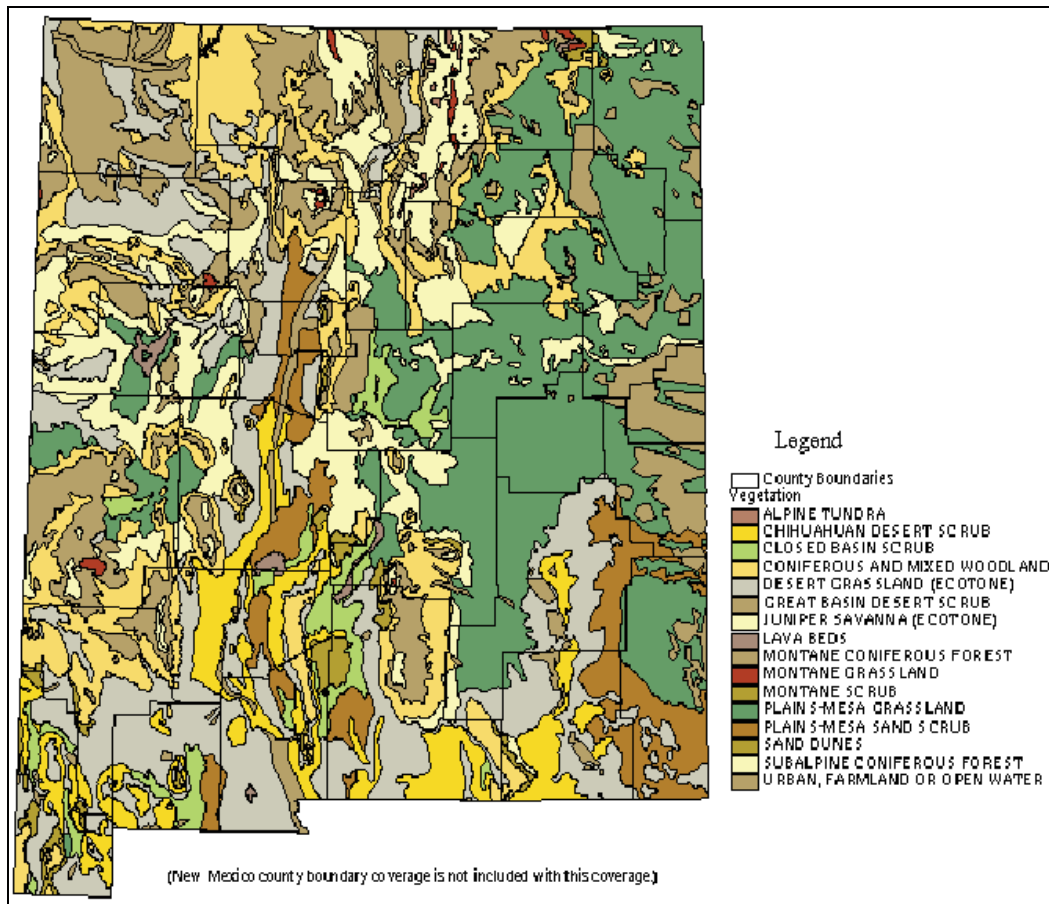 Legend
County Boundaries
Vegetation
ALPINE TUNDRA
CHIHUAHUAN DESERT SCRUB
CLOSED BASIN SCRUB
CONIFEROUS AND MIXED WOODLAND
DESERT GRASSLAND (ECOTONE)
GREAT BASIN DESERT SCRUB
JUNIPER SAVANNA (ECOTONE)
LAVA BEDS
MONTANE CONIFEROUS FOREST
MONTANE GRASSLAND
MONTANE SCRUB
PLAINS-MESA GRASSLAND
PLAINS-MESA SAND SCRUB
SAND DUNES
SUBALPINE CONIFEROUS FOREST
URBAN, FARMLAND OR OPEN WATER
(New Mexico county boundary coverage is not included with this coverage.)